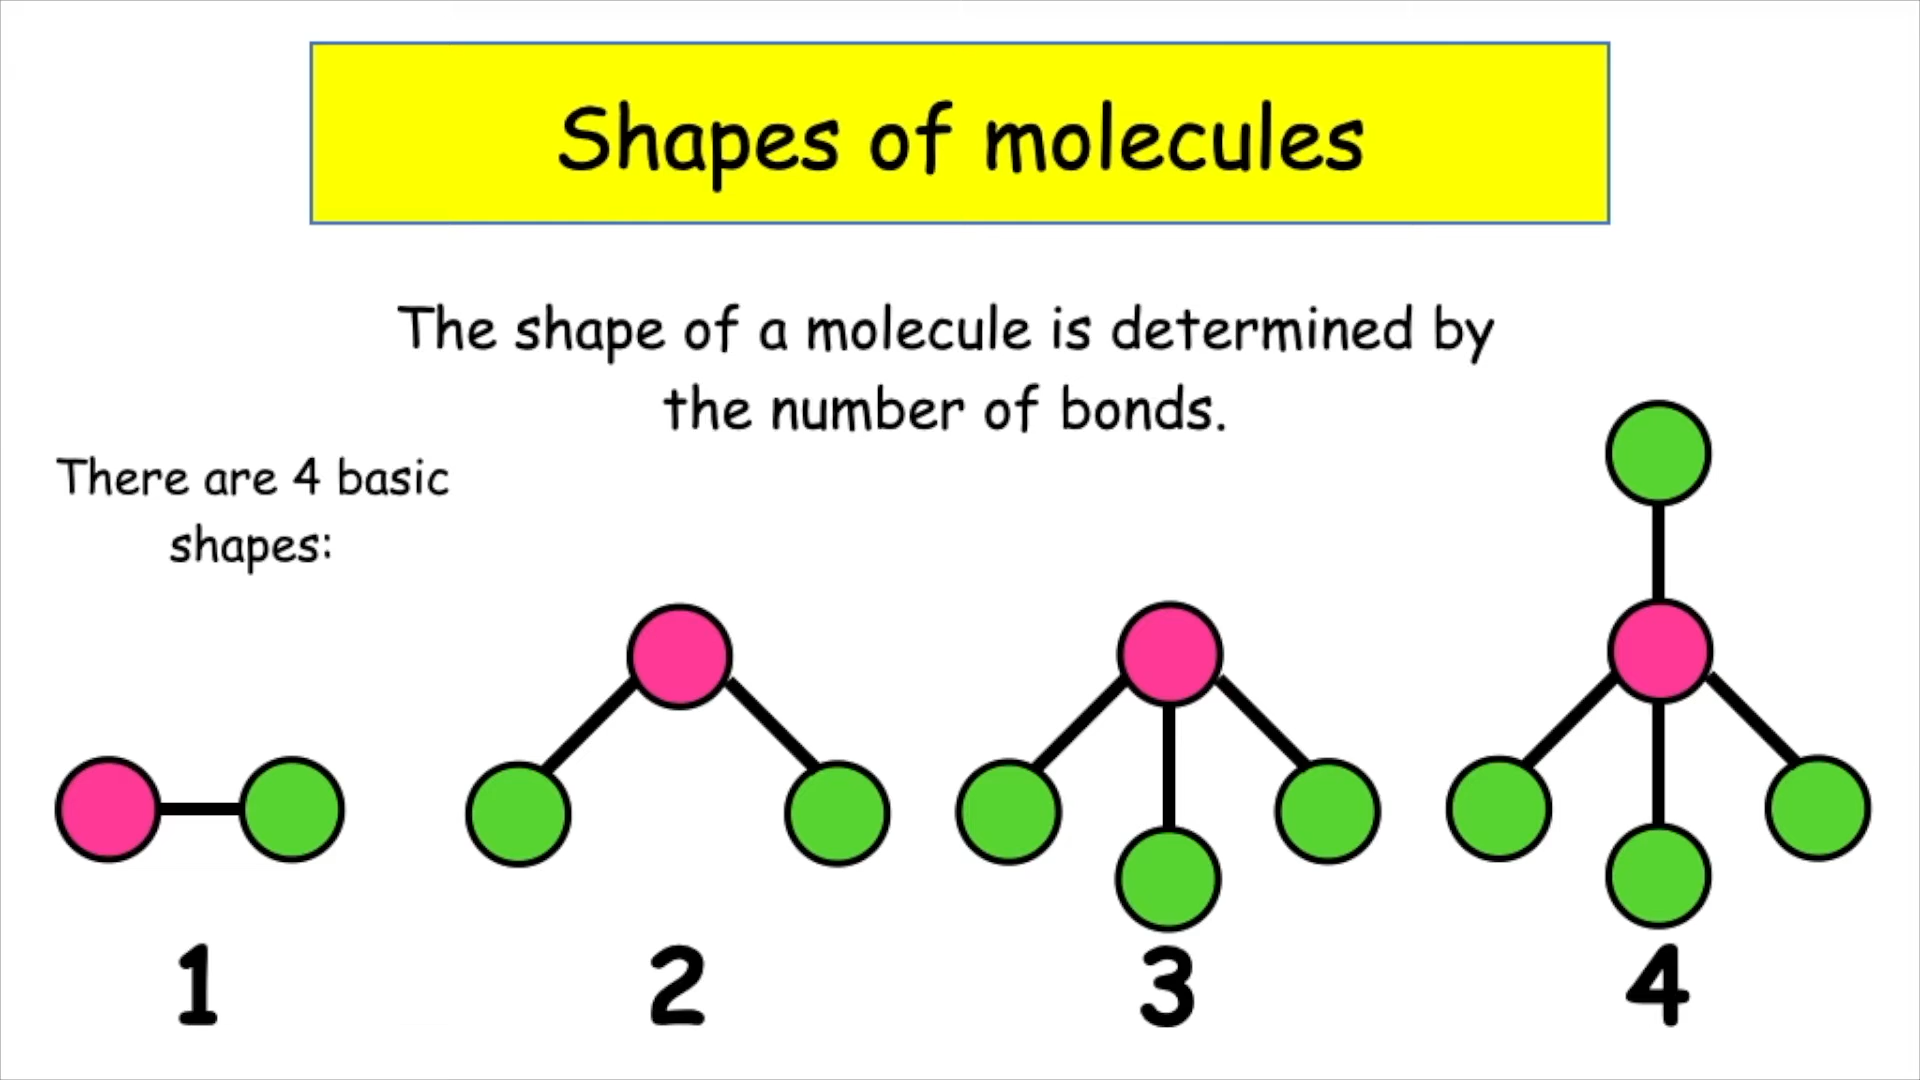 Shapes of molecules
The shape of a molecule is determined by
the number of bonds.
There are 4 basic
shapes:
1
2
3
4